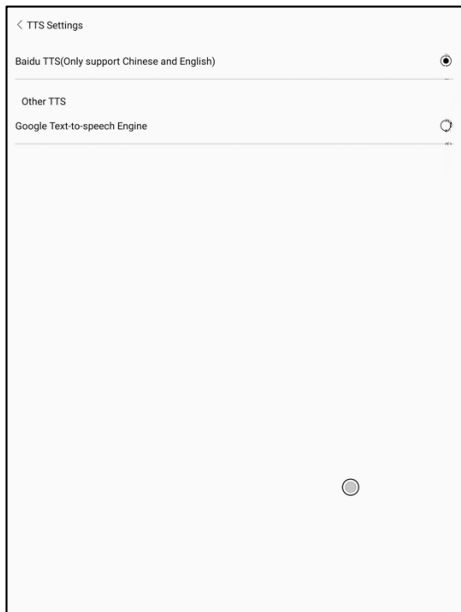 TTS Settings
Baidu TTS(Only support Chinese and English)
Other TTS
Google Text-to-speech Engine